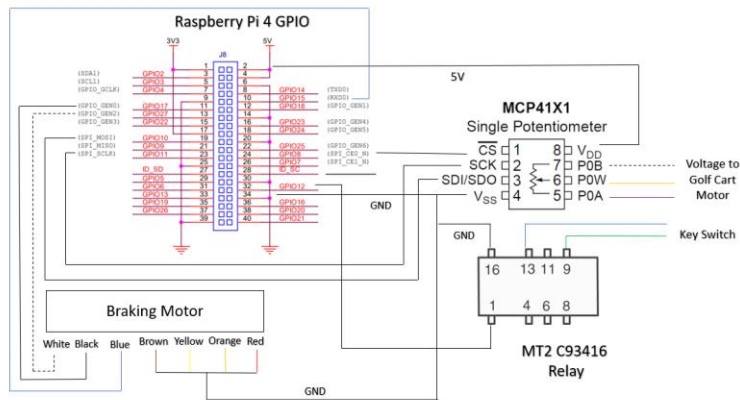 Raspberry Pi 4 GPIO
3V3
5V
J8
1 2
(SDA1) GPIO2 3 4
(SCL1) GPIO3 5 6
(GPIO_GCLK) GPIO4 7 8 GPIO14 (TXD0)
9 10 GPIO15 (RXD0)
(GPIO_GEN0) GPIO17 11 12 GPIO18 (GPIO_GEN1)
(GPIO_GEN2) GPIO27 13 14
(GPIO_GEN3) GPIO22 15 16 GPIO23 (GPIO_GEN4)
17 18 GPIO24 (GPIO_GEN5)
(SPI_MOSI) GPIO10 19 20
(SPI_MISO) GPIO9 21 22 GPIO25 (GPIO_GEN6)
(SPI_SCLK) GPIO11 23 24 GPIO8 (SPI_CE0_N)
25 26 GPIO7 (SPI_CE1_N)
ID_SD 27 28 ID_SC
GPIO5 29 30
GPIO6 31 32 GPIO12
GPIO13 33 34
GPIO19 35 36 GPIO16
GPIO26 37 38 GPIO20
39 40 GPIO21
5V
MCP41X1
Single Potentiometer
CS 1 8 VDD
SCK 2 7 P0B
SDI/SDO 3 6 P0W
VSS 4 5 P0A
Voltage to
Golf Cart
Motor
GND
GND
Key Switch
16 13 11 9
1 4 6 8
MT2 C93416
Relay
Braking Motor
White Black Blue Brown Yellow Orange Red
GND